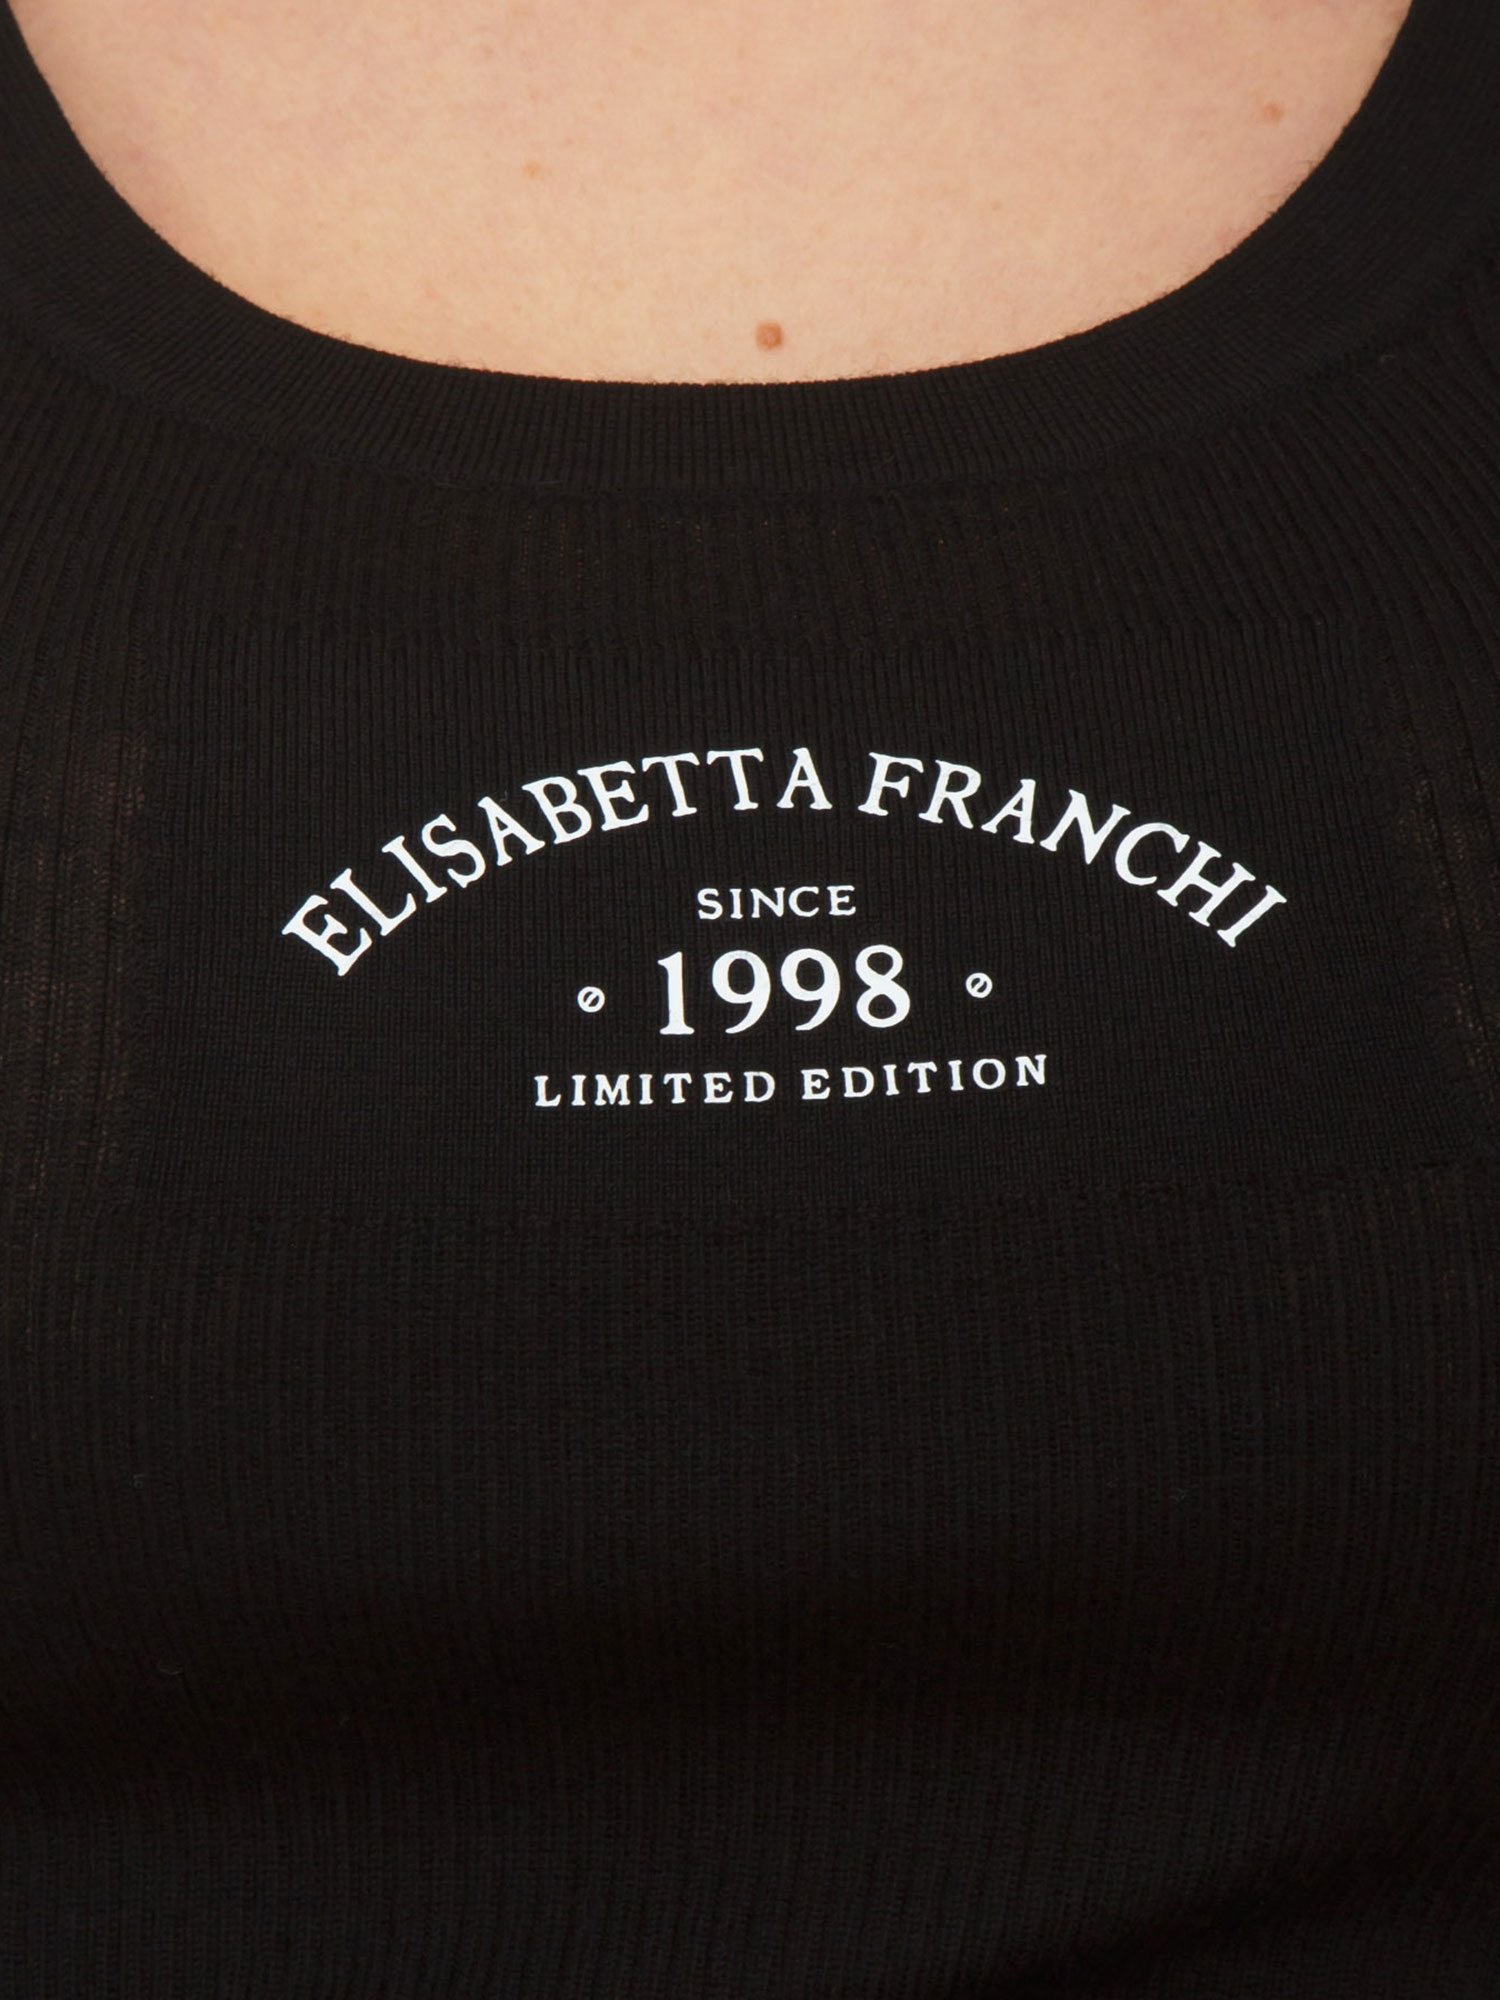 ELISABETTA FRANCHI
SINCE
1998
LIMITED EDITION